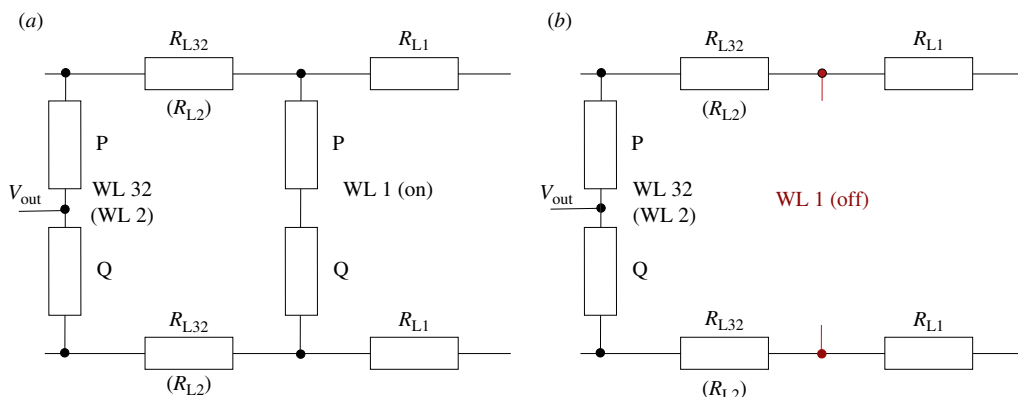 (a)
R_L32
R_L1
(R_L2)
P
P
WL 32
WL 1 (on)
V_out
(WL 2)
Q
Q
R_L32
R_L1
(R_L2)
(b)
R_L32
R_L1
(R_L2)
P
WL 32
WL 1 (off)
V_out
(WL 2)
Q
R_L32
R_L1
(R_L2)